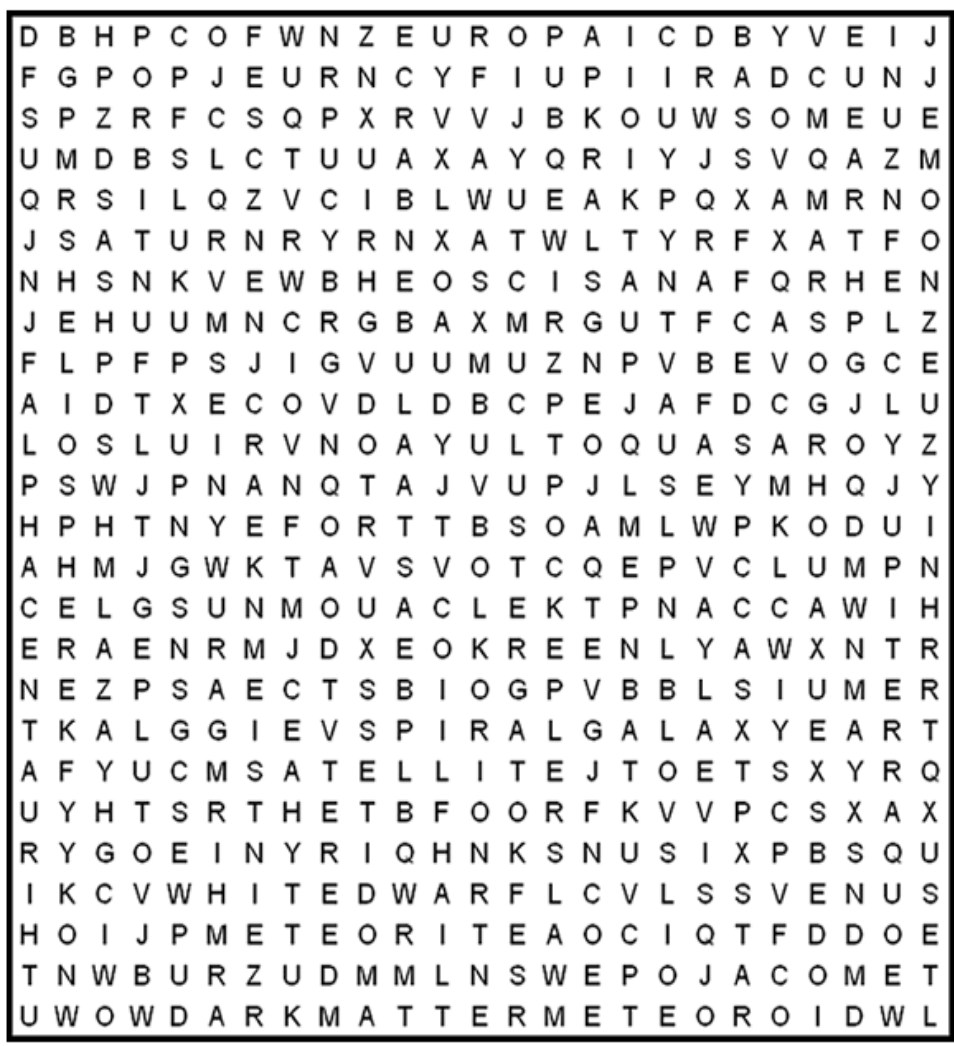 D B H P C O F W N Z E U R O P A I C D B Y V E I J
F G P O P J E U R N C Y F I U P I I R A D C U N J
S P Z R F C S Q P X R V V J B K O U W S O M E U E
U M D B S L C T U U A X A Y Q R I Y J S V Q A Z M
Q R S I L Q Z V C I B L W U E A K P Q X A M R N O
J S A T U R N R Y R N X A T W L T Y R F X A T F O
N H S N K V E W B H E O S C I S A N A F Q R H E N
J E H U U M N C R G B A X M R G U T F C A S P L Z
F L P F P S J I G V U U M U Z N P V B E V O G C E
A I D T X E C O V D L D B C P E J A F D C G J L U
L O S L U I R V N O A Y U L T O Q U A S A R O Y Z
P S W J P N A N Q T A J V U P J L S E Y M H Q J Y
H P H T N Y E F O R T T B S O A M L W P K O D U I
A H M J G W K T A V S V O T C Q E P V C L U M P N
C E L G S U N M O U A C L E K T P N A C C A W I H
E R A E N R M J D X E O K R E E N L Y A W X N T R
N E Z P S A E C T S B I O G P V B B L S I U M E R
T K A L G G I E V S P I R A L G A L A X Y E A R T
A F Y U C M S A T E L L I T E J T O E T S X Y R Q
U Y H T S R T H E T B F O O R F K V V P C S X A X
R Y G O E I N Y R I Q H N K S N U S I X P B S Q U
I K C V W H I T E D W A R F L C V L S S V E N U S
H O I J P M E T E O R I T E A O C I Q T F D D O E
T N W B U R Z U D M M L N S W E P O J A C O M E T
U W O W D A R K M A T T E R M E T E O R O I D W L